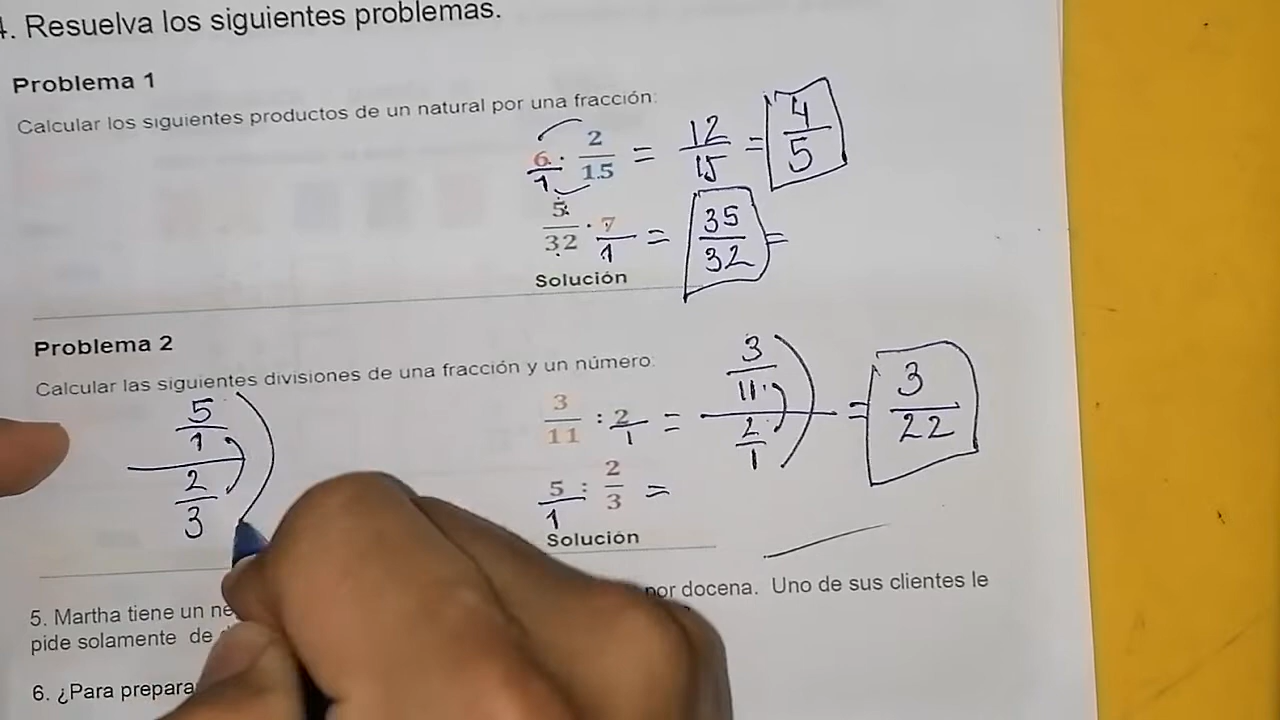 4. Resuelva los siguientes problemas.
Problema 1
Calcular los siguientes productos de un natural por una fracción:
6/1 · 2/15 = 12/15 = 4/5
5/32 · 7/1 = 35/32 =
Solución
Problema 2
Calcular las siguientes divisiones de una fracción y un número:
3/11 : 2/1 = 3/11 / 2/1 = 3/22
5/1 / 2/3
5/1 : 2/3 =
Solución
5. Martha tiene un ne por docena. Uno de sus clientes le
pide solamente de
6. ¿Para prepara